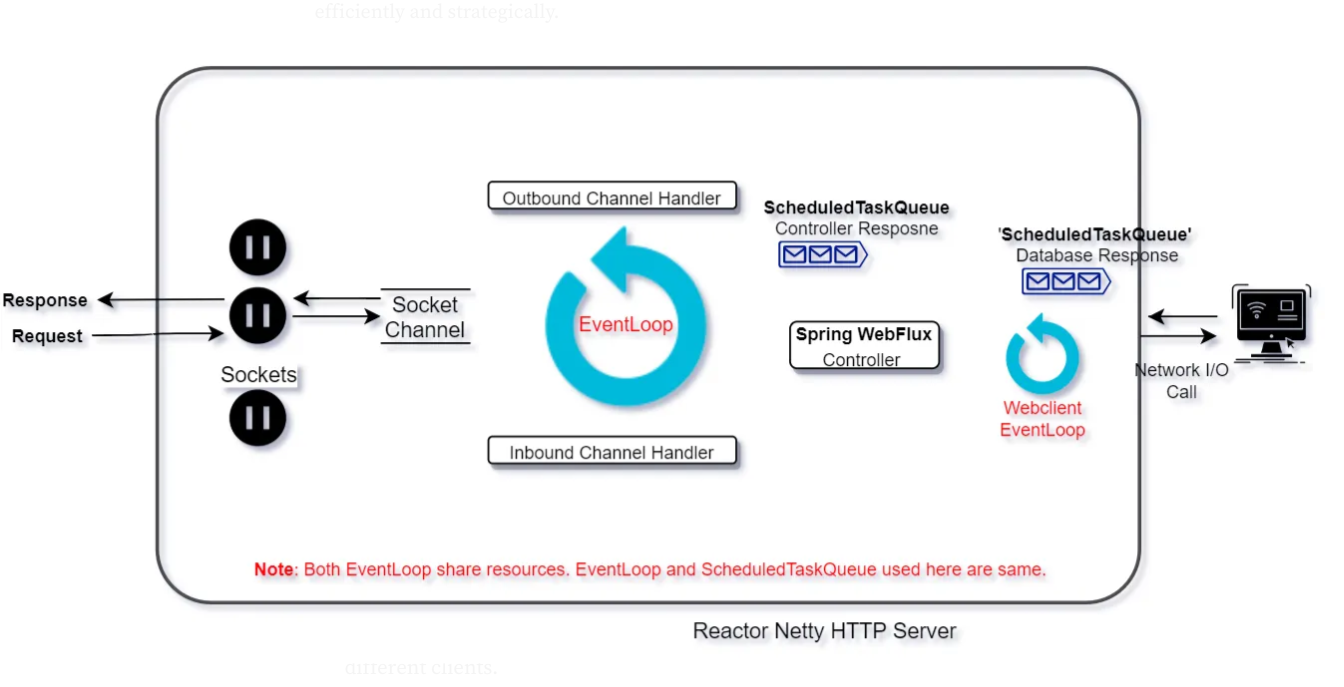 efficiently and strategically.
Outbound Channel Handler
ScheduledTaskQueue
Controller Resposne
'ScheduledTaskQueue'
Database Response
Response
Request
Socket
Channel
Sockets
EventLoop
Spring WebFlux
Controller
Network I/O
Call
Webclient
EventLoop
Inbound Channel Handler
Note: Both EventLoop share resources. EventLoop and ScheduledTaskQueue used here are same.
Reactor Netty HTTP Server
different clients.